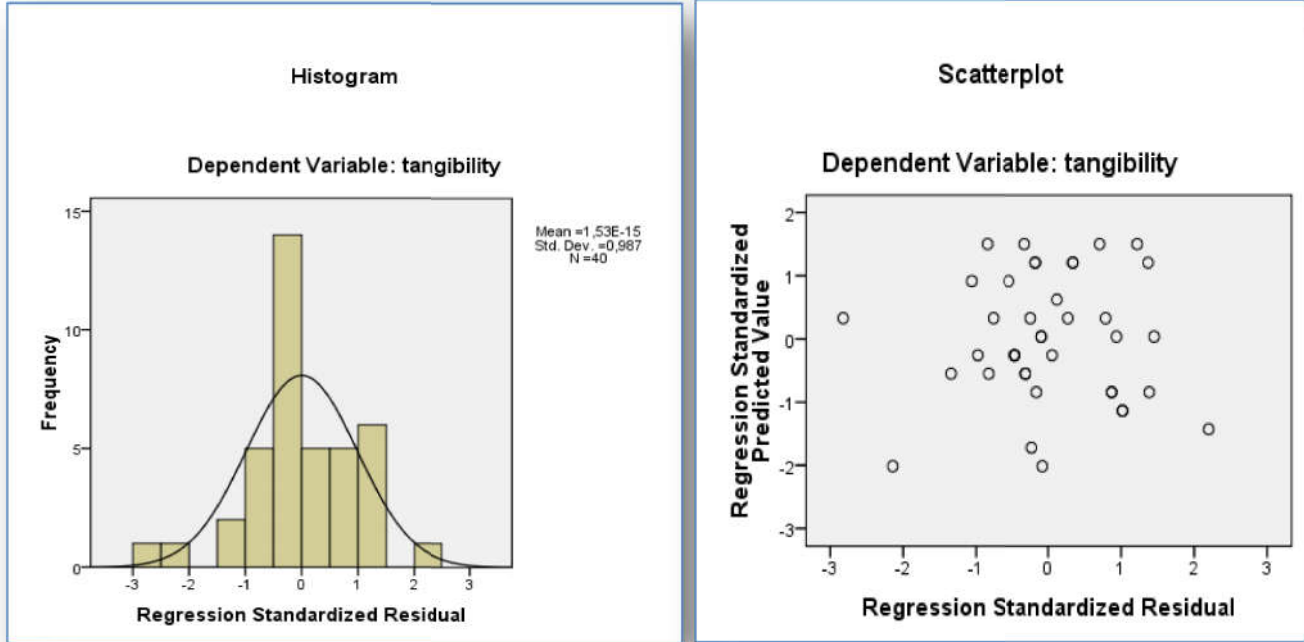 Histogram
Dependent Variable: tangibility
Mean =1,53E-15
Std. Dev. =0,987
N =40
15
10
5
0
Frequency
-3
-2
-1
0
1
2
3
Regression Standardized Residual
Scatterplot
Dependent Variable: tangibility
Regression Standardized
Predicted Value
2
1
0
-1
-2
-3
-3
-2
-1
0
1
2
3
Regression Standardized Residual